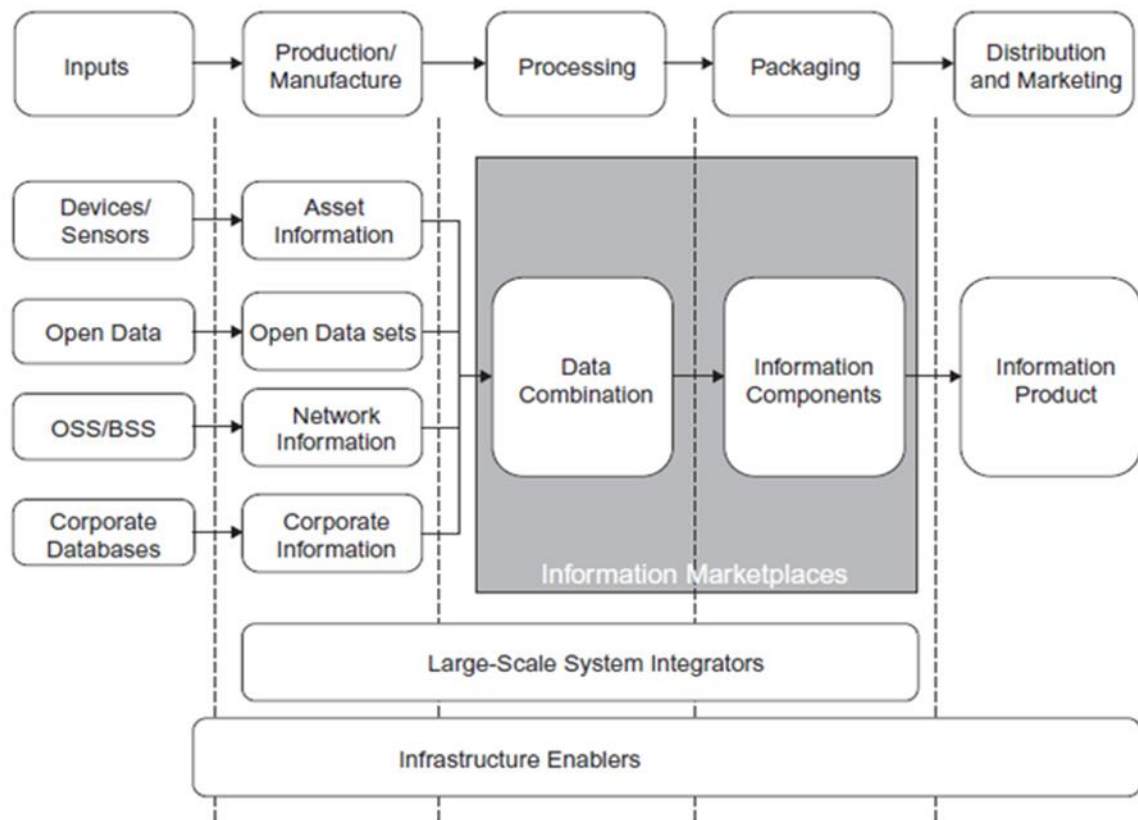 Inputs
Production/
Manufacture
Processing
Packaging
Distribution
and Marketing
Devices/
Sensors
Asset
Information
Open Data
Open Data sets
OSS/BSS
Network
Information
Corporate
Databases
Corporate
Information
Data
Combination
Information
Components
Information
Product
Information Marketplaces
Large-Scale System Integrators
Infrastructure Enablers